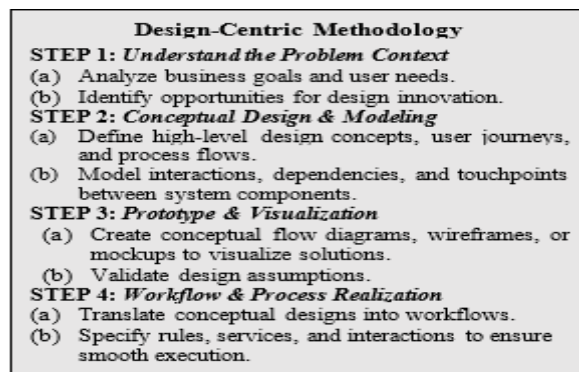 Design-Centric Methodology
STEP 1: Understand the Problem Context
(a) Analyze business goals and user needs.
(b) Identify opportunities for design innovation.
STEP 2: Conceptual Design & Modeling
(a) Define high-level design concepts, user journeys,
and process flows.
(b) Model interactions, dependencies, and touchpoints
between system components.
STEP 3: Prototype & Visualization
(a) Create conceptual flow diagrams, wireframes, or
mockups to visualize solutions.
(b) Validate design assumptions.
STEP 4: Workflow & Process Realization
(a) Translate conceptual designs into workflows.
(b) Specify rules, services, and interactions to ensure
smooth execution.